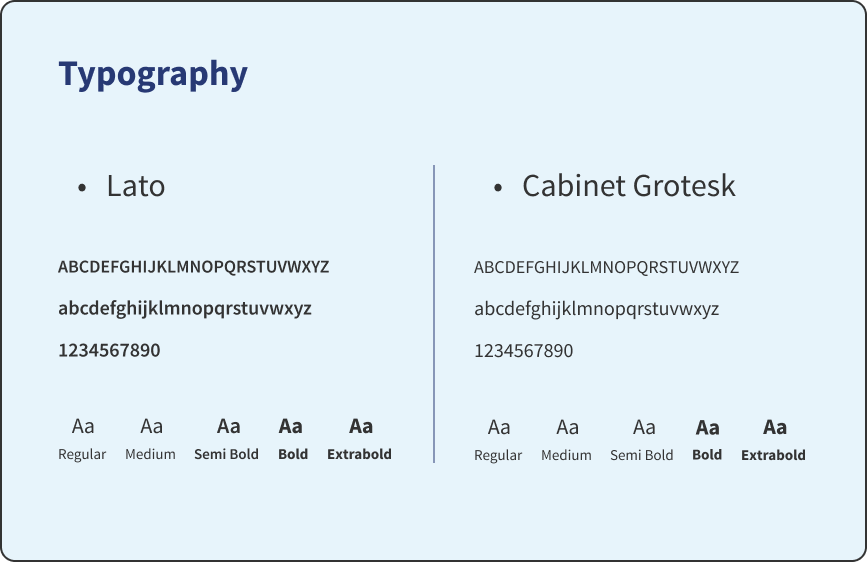 Typography
• Lato
ABCDEFGHIJKLMNOPQRSTUVWXYZ
abcdefghijklmnopqrstuvwxyz
1234567890
Aa Aa Aa Aa Aa
Regular Medium Semi Bold Bold Extrabold
• Cabinet Grotesk
ABCDEFGHIJKLMNOPQRSTUVWXYZ
abcdefghijklmnopqrstuvwxyz
1234567890
Aa Aa Aa Aa Aa
Regular Medium Semi Bold Bold Extrabold